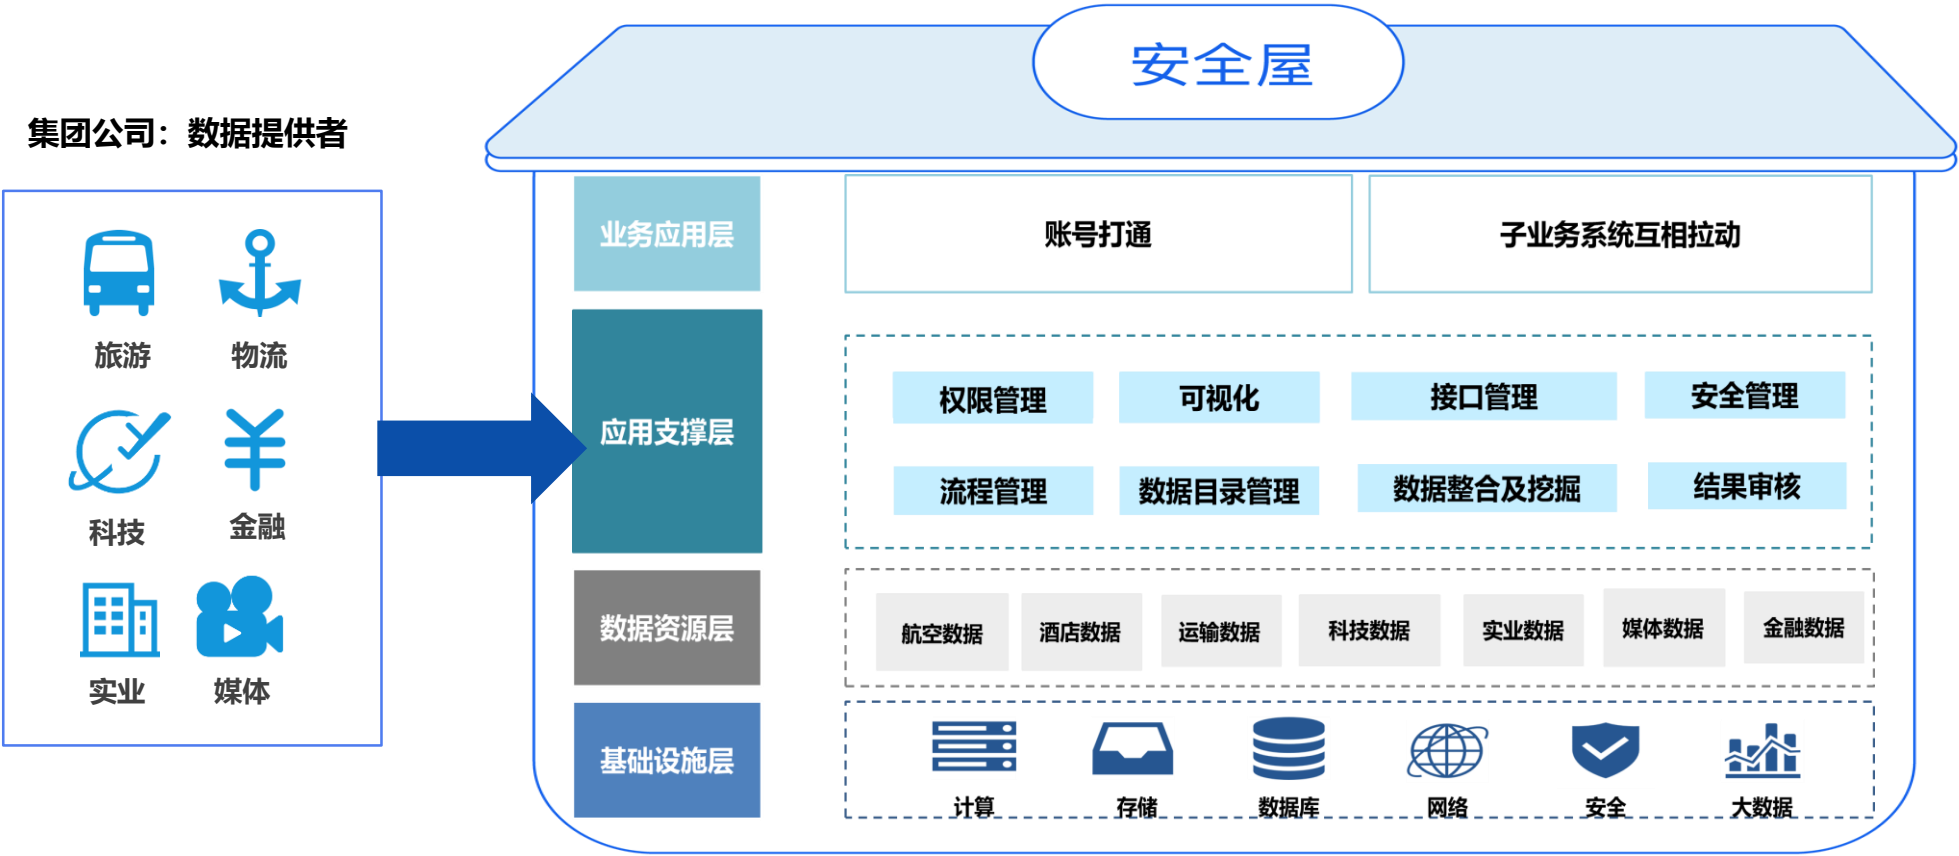 安全屋
集团公司：数据提供者
旅游
物流
科技
金融
实业
媒体
业务应用层
账号打通
子业务系统互相拉动
应用支撑层
权限管理
可视化
接口管理
安全管理
流程管理
数据目录管理
数据整合及挖掘
结果审核
数据资源层
航空数据
酒店数据
运输数据
科技数据
实业数据
媒体数据
金融数据
基础设施层
计算
存储
数据库
网络
安全
大数据